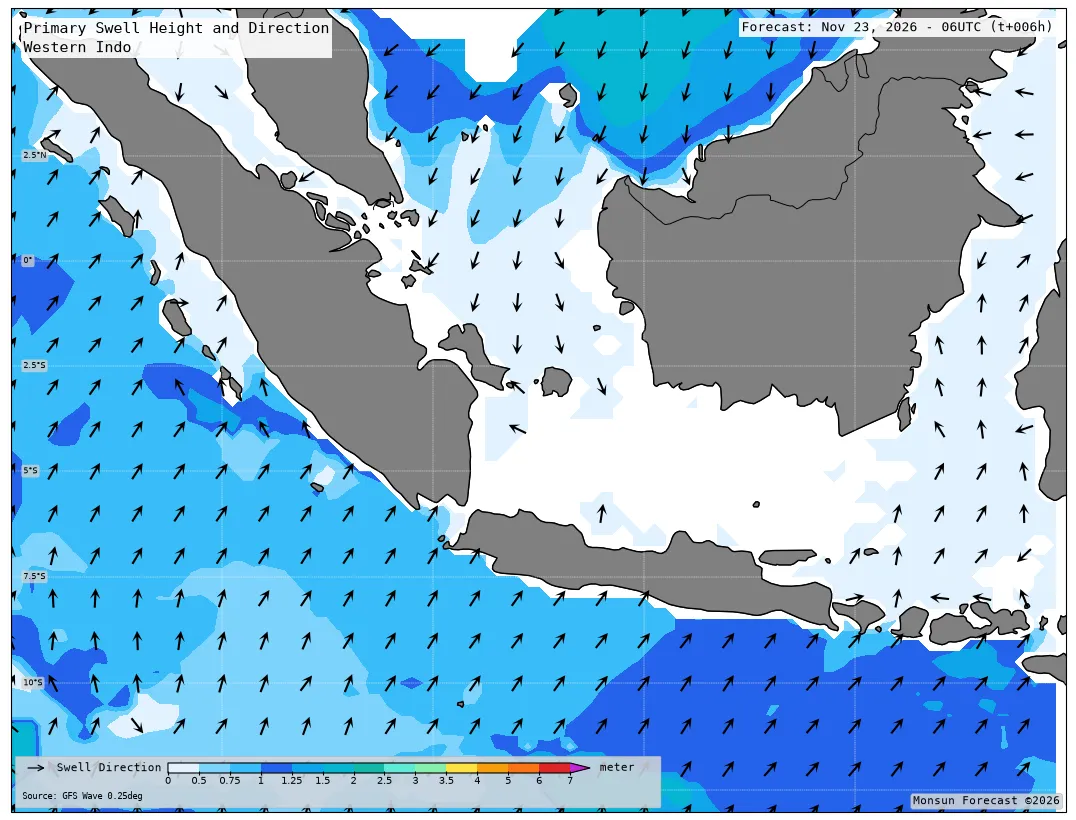 Primary Swell Height and Direction
Western Indo
Forecast: Nov 23, 2026 - 06UTC (t+006h)
2.5°N
0°
2.5°S
5°S
7.5°S
10°S
Swell Direction
meter
0 0.5 0.75 1 1.25 1.5 2 2.5 3 3.5 4 5 6 7
Source: GFS Wave 0.25deg
Monsun Forecast ©2026